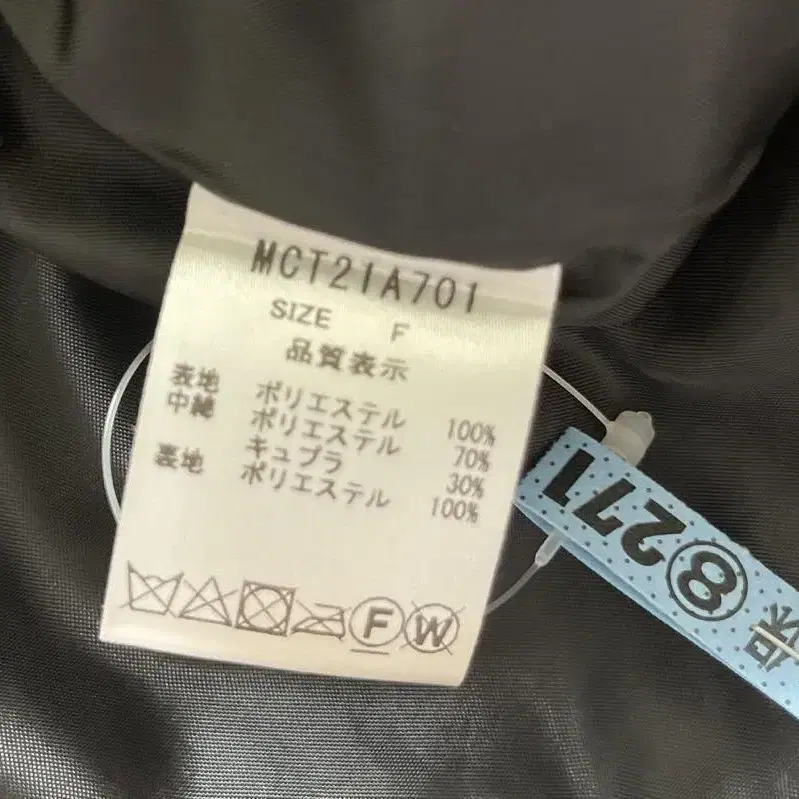 MCT21A701
SIZE F
品質表示
表地 ポリエステル 100%
中綿 ポリエステル 70%
キュプラ 30%
裏地 ポリエステル 100%
F W
⑧271